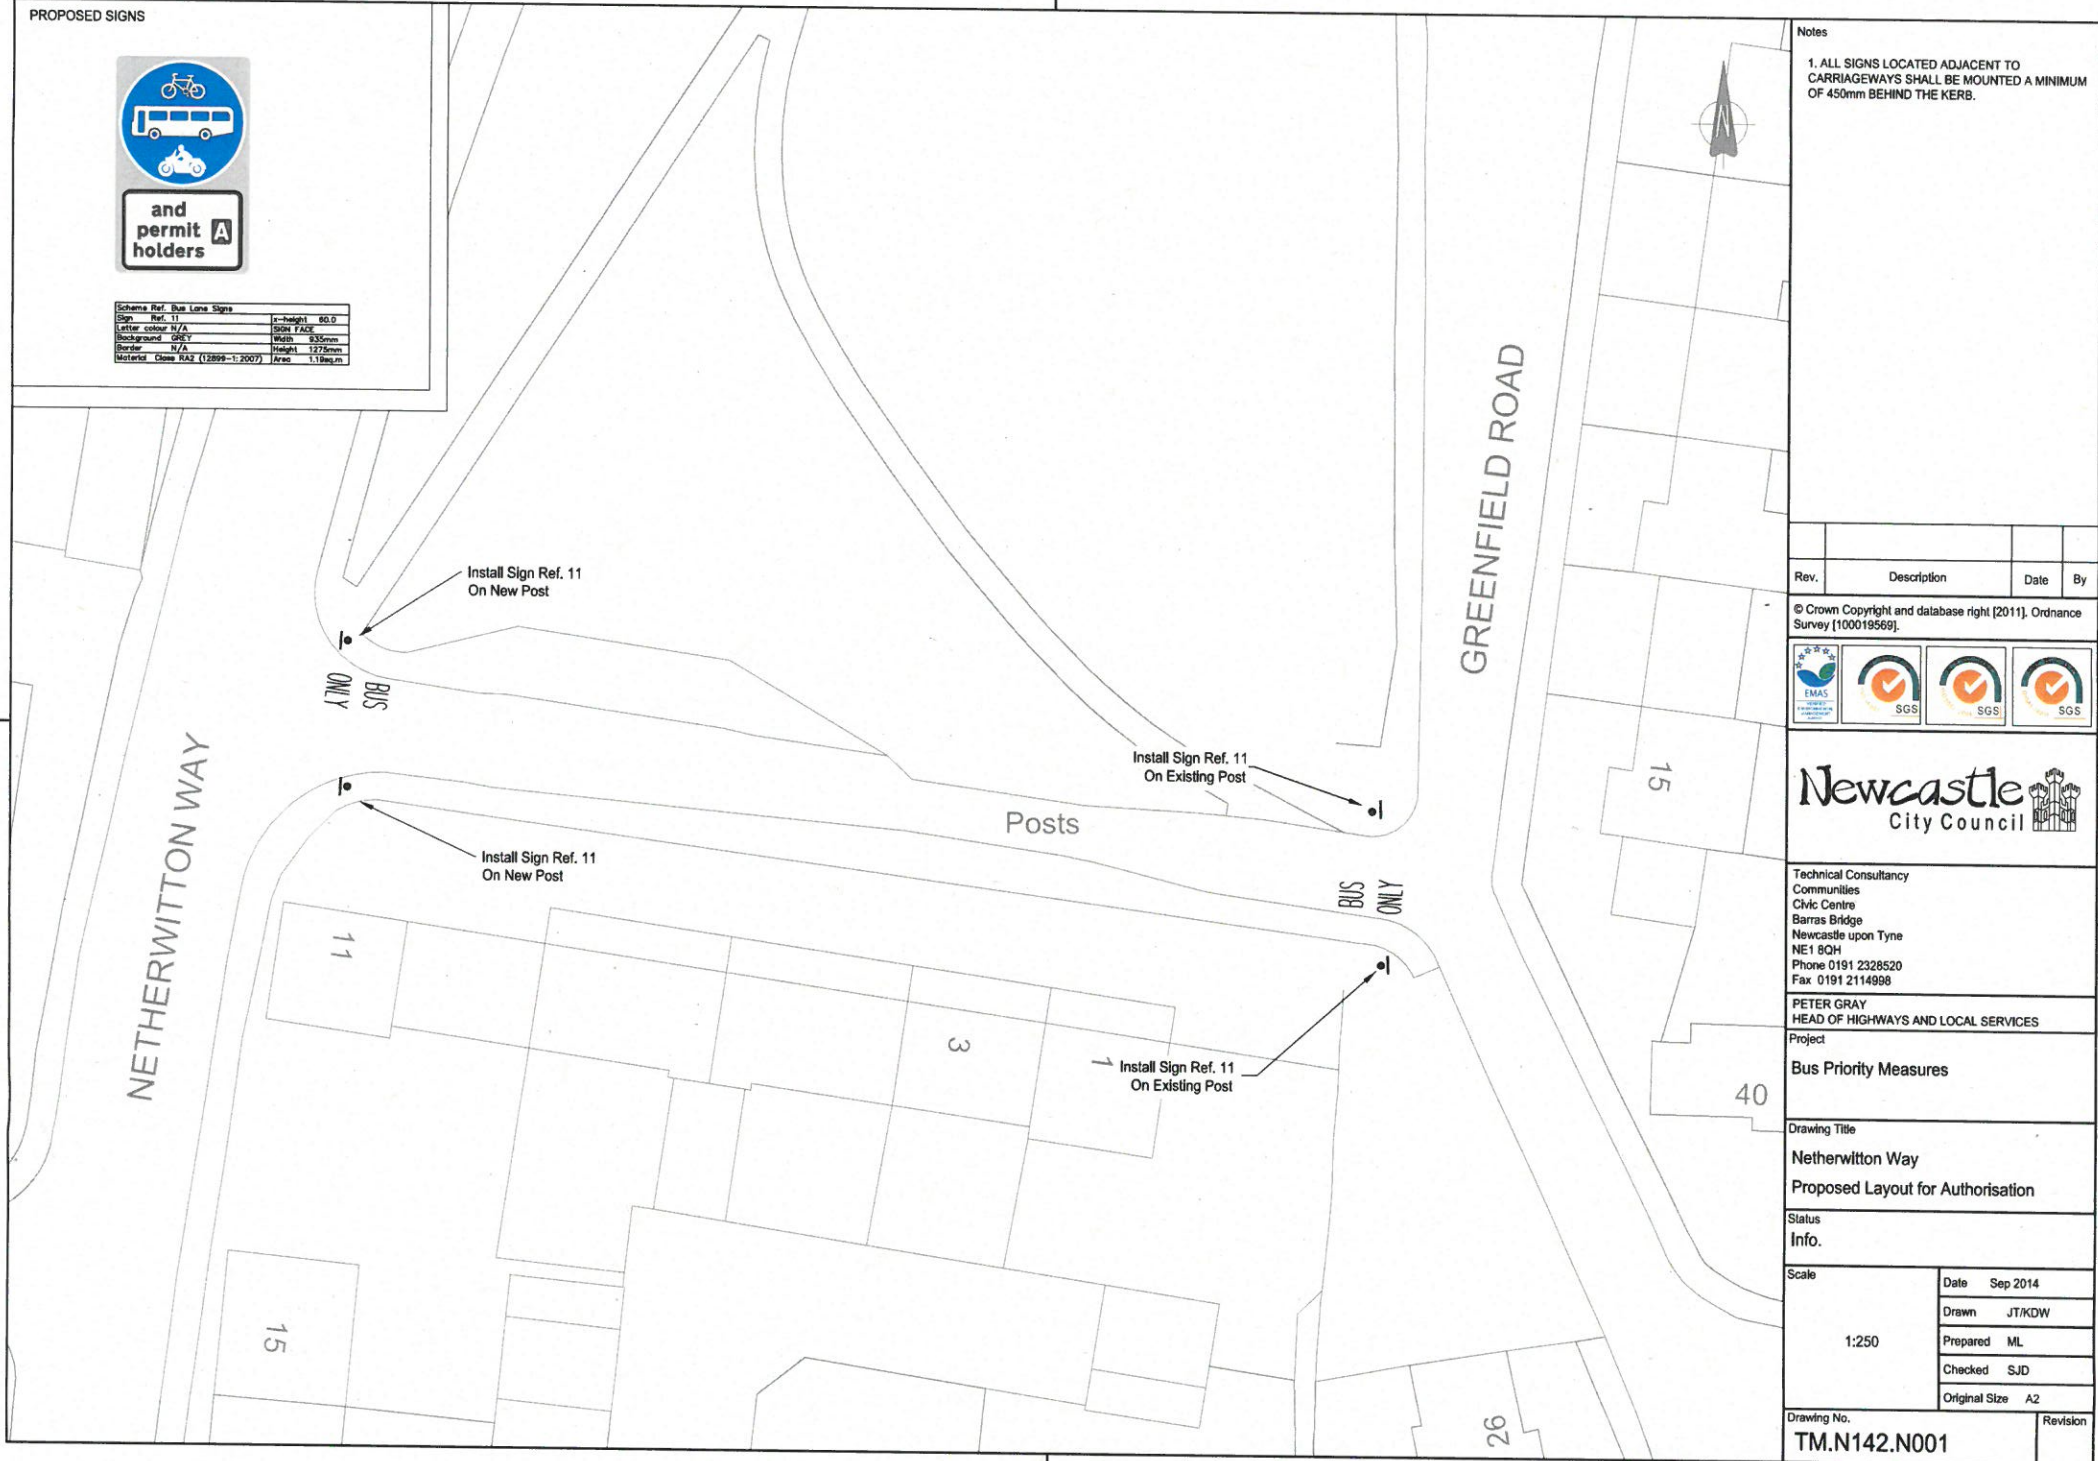 PROPOSED SIGNS
and
permit A
holders
Scheme Ref. Bus Lane Signs
Sign Ref. 11 x-height 60.0
Letter colour N/A SIGN FACE
Background GREY Width 935mm
Border N/A Height 1275mm
Material Class RA2 (12899-1:2007) Area 1.19sq.m
Install Sign Ref. 11
On New Post
BUS
ONLY
NETHERWITTON WAY
Install Sign Ref. 11
On New Post
Posts
Install Sign Ref. 11
On Existing Post
GREENFIELD ROAD
BUS
ONLY
Install Sign Ref. 11
On Existing Post
11
3
1
15
15
40
26
N
Notes
1. ALL SIGNS LOCATED ADJACENT TO
CARRIAGEWAYS SHALL BE MOUNTED A MINIMUM
OF 450mm BEHIND THE KERB.
Rev. Description Date By
© Crown Copyright and database right [2011]. Ordnance
Survey [100019569].
EMAS
SGS
SGS
SGS
Newcastle
City Council
Technical Consultancy
Communities
Civic Centre
Barras Bridge
Newcastle upon Tyne
NE1 8QH
Phone 0191 2328520
Fax 0191 2114998
PETER GRAY
HEAD OF HIGHWAYS AND LOCAL SERVICES
Project
Bus Priority Measures
Drawing Title
Netherwitton Way
Proposed Layout for Authorisation
Status
Info.
Scale
1:250
Date Sep 2014
Drawn JT/KDW
Prepared ML
Checked SJD
Original Size A2
Drawing No.
TM.N142.N001
Revision